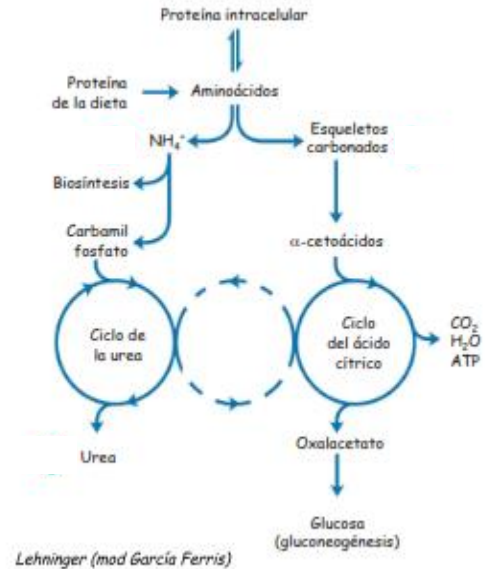 Proteína intracelular
Proteína
de la dieta
Aminoácidos
NH₄⁺
Esqueletos
carbonados
Biosíntesis
Carbamil
fosfato
α-cetoácidos
Ciclo de
la urea
Ciclo
del ácido
cítrico
CO₂
H₂O
ATP
Urea
Oxalacetato
Glucosa
(gluconeogénesis)
Lehninger (mod García Ferris)